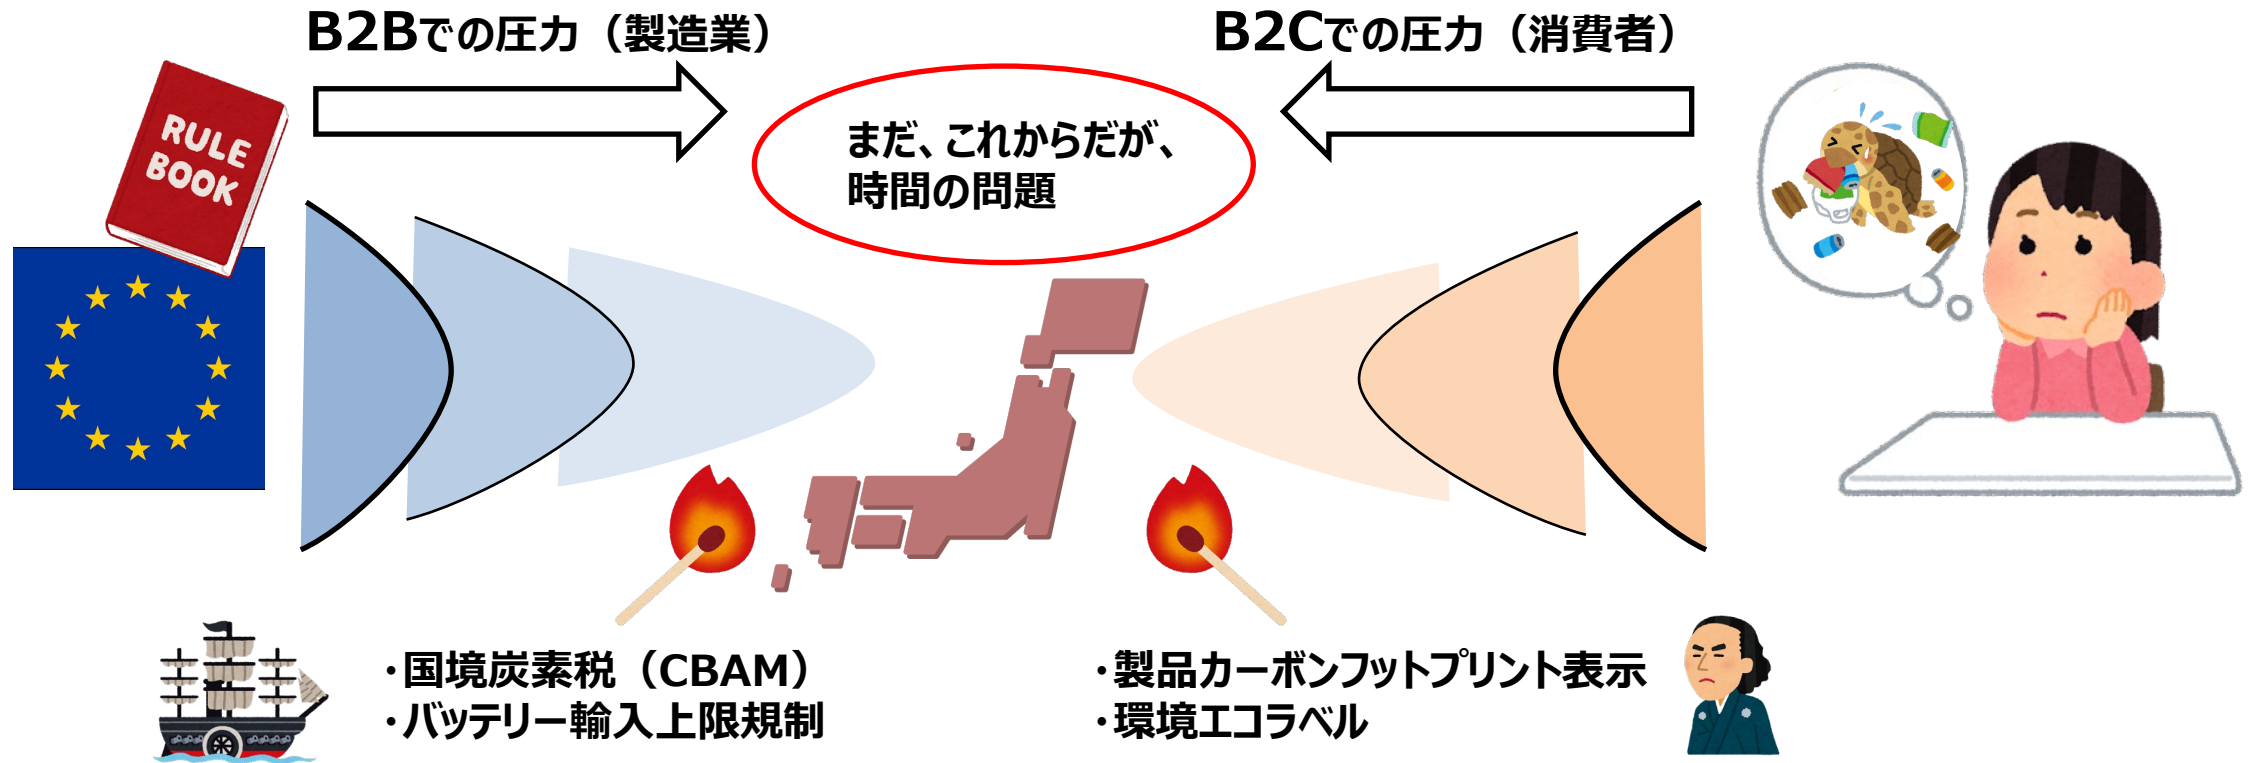 B2Bでの圧力（製造業）
B2Cでの圧力（消費者）
RULE
BOOK
まだ、これからだが、
時間の問題
・国境炭素税（CBAM）
・バッテリー輸入上限規制
・製品カーボンフットプリント表示
・環境エコラベル